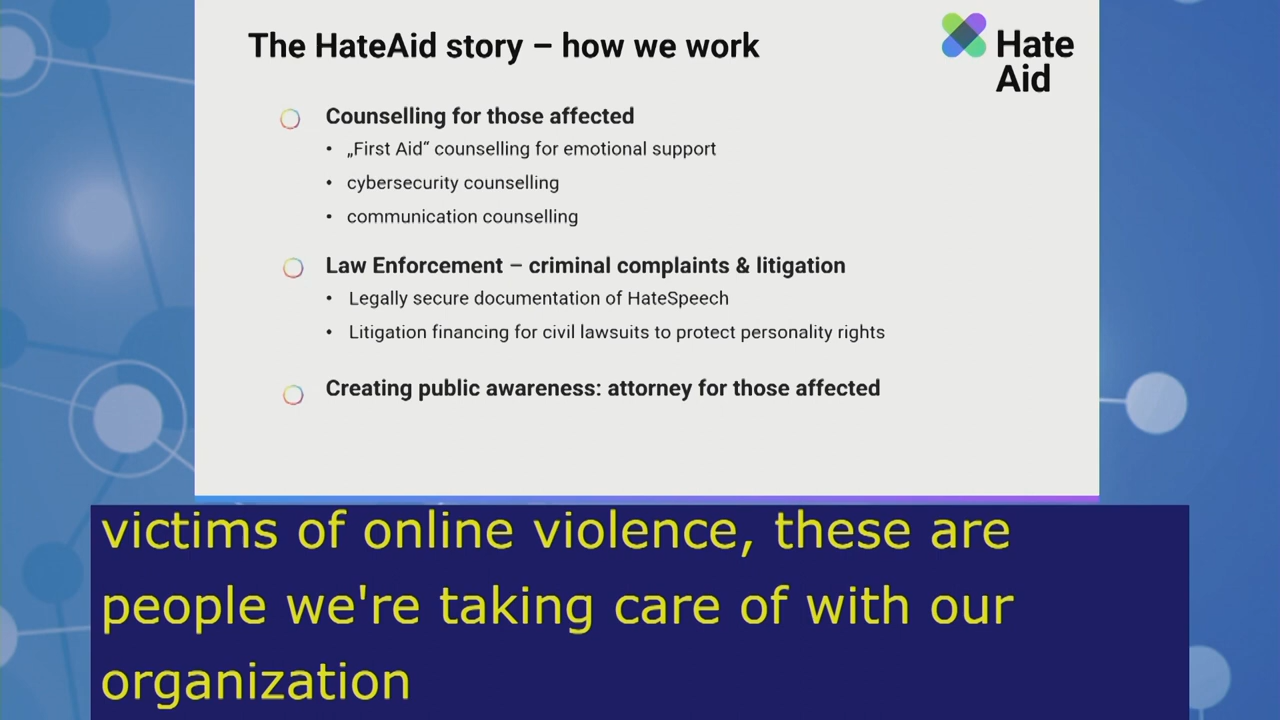 The HateAid story – how we work
Hate
Aid
Counselling for those affected
• „First Aid“ counselling for emotional support
• cybersecurity counselling
• communication counselling
Law Enforcement – criminal complaints & litigation
• Legally secure documentation of HateSpeech
• Litigation financing for civil lawsuits to protect personality rights
Creating public awareness: attorney for those affected
victims of online violence, these are
people we're taking care of with our
organization